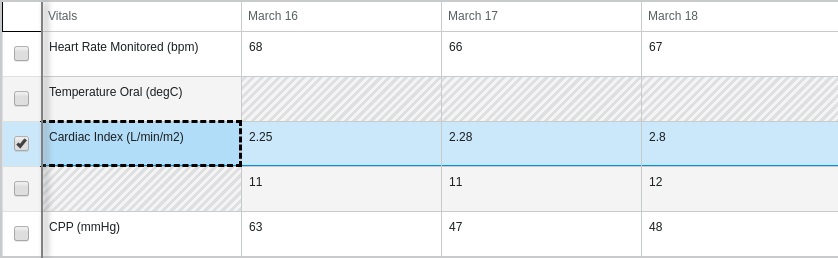 Vitals March 16 March 17 March 18
Heart Rate Monitored (bpm) 68 66 67
Temperature Oral (degC)
Cardiac Index (L/min/m2) 2.25 2.28 2.8
11 11 12
CPP (mmHg) 63 47 48